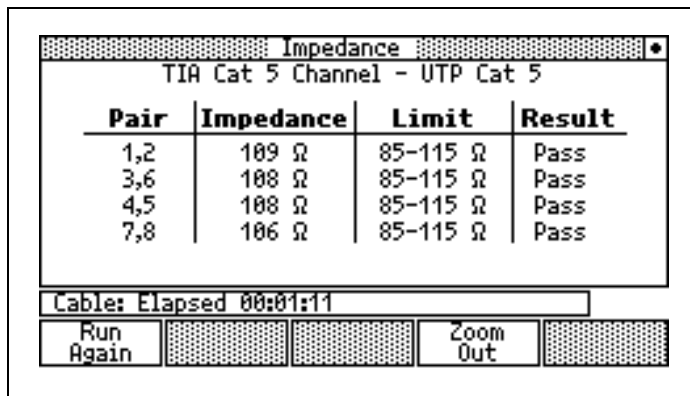 Impedance
TIA Cat 5 Channel - UTP Cat 5
Pair Impedance Limit Result
1,2 109 Ω 85-115 Ω Pass
3,6 108 Ω 85-115 Ω Pass
4,5 108 Ω 85-115 Ω Pass
7,8 106 Ω 85-115 Ω Pass
Cable: Elapsed 00:01:11
Run Again
Zoom Out